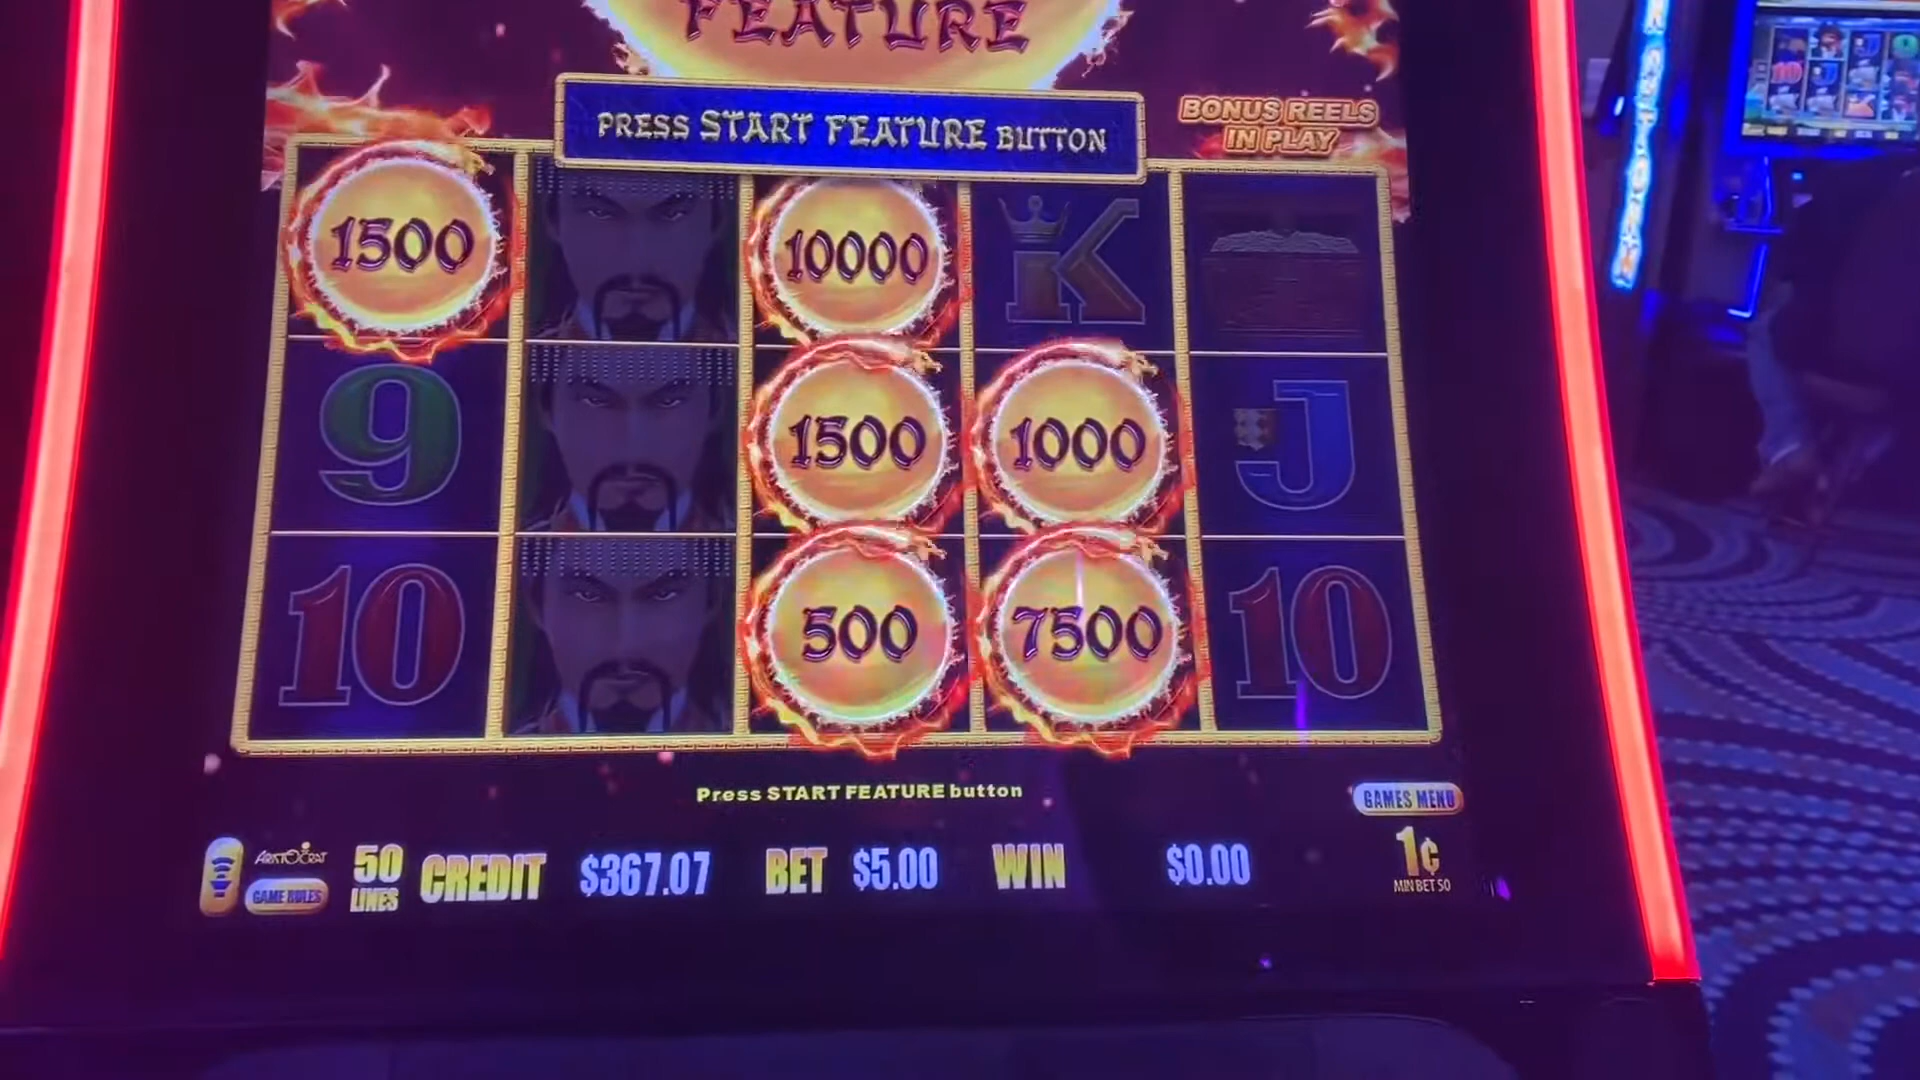 FEATURE
PRESS START FEATURE BUTTON
BONUS REELS
IN PLAY
1500
10000
K
9
1500
1000
J
10
500
7500
10
Press START FEATURE button
GAMES MENU
ARISTOCRAT
GAME RULES
50
LINES
CREDIT
$367.07
BET
$5.00
WIN
$0.00
1¢
MIN BET 50